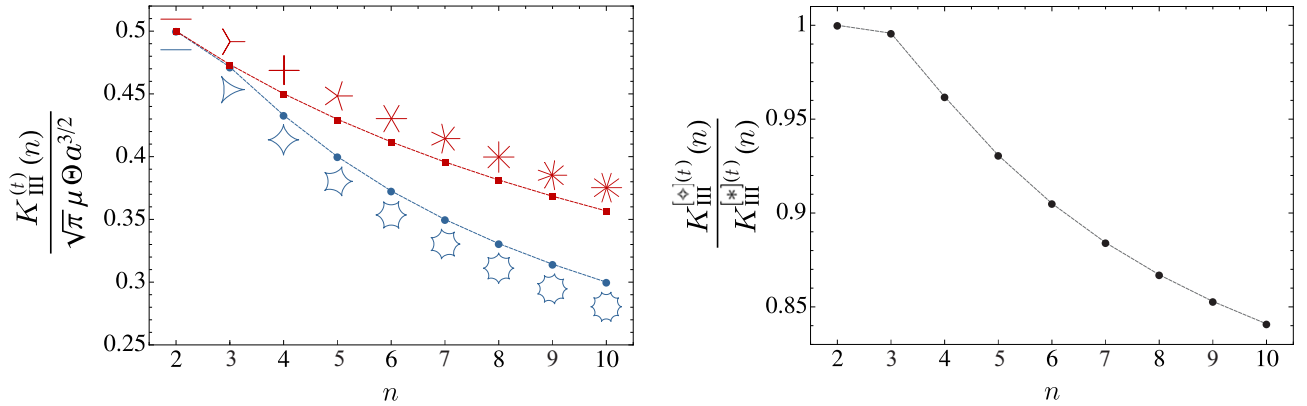 K_III^(t)(n)
√π μ Θ a^3/2
0.5
0.45
0.4
0.35
0.3
0.25
2 3 4 5 6 7 8 9 10
n
K_III^[✧](t)(n)
K_III^[*](t)(n)
1
0.95
0.9
0.85
2 3 4 5 6 7 8 9 10
n